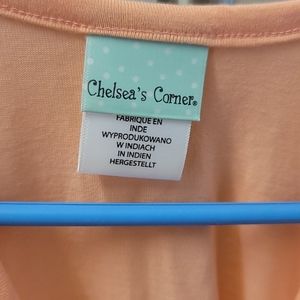 Chelsea's Corner®
FABRIQUE EN
INDE
WYPRODUKOWANO
W INDIACH
IN INDIEN
HERGESTELLT